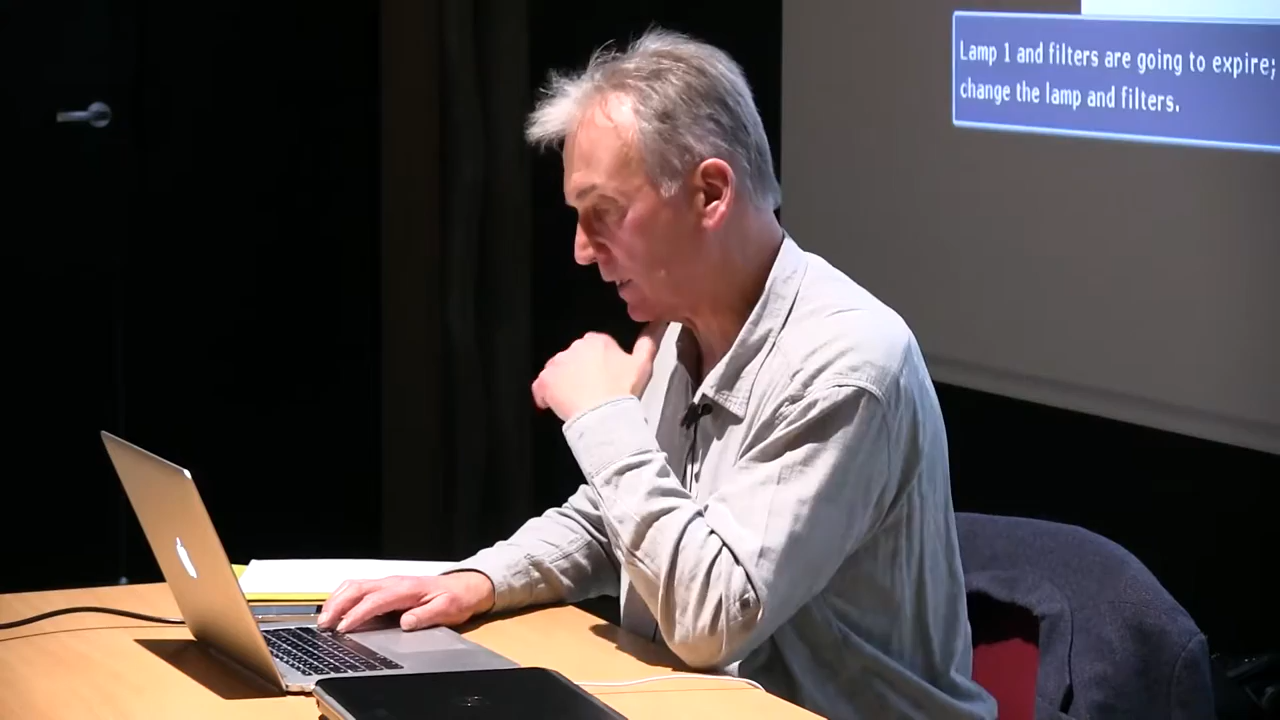 Lamp 1 and filters are going to expire;
change the lamp and filters.